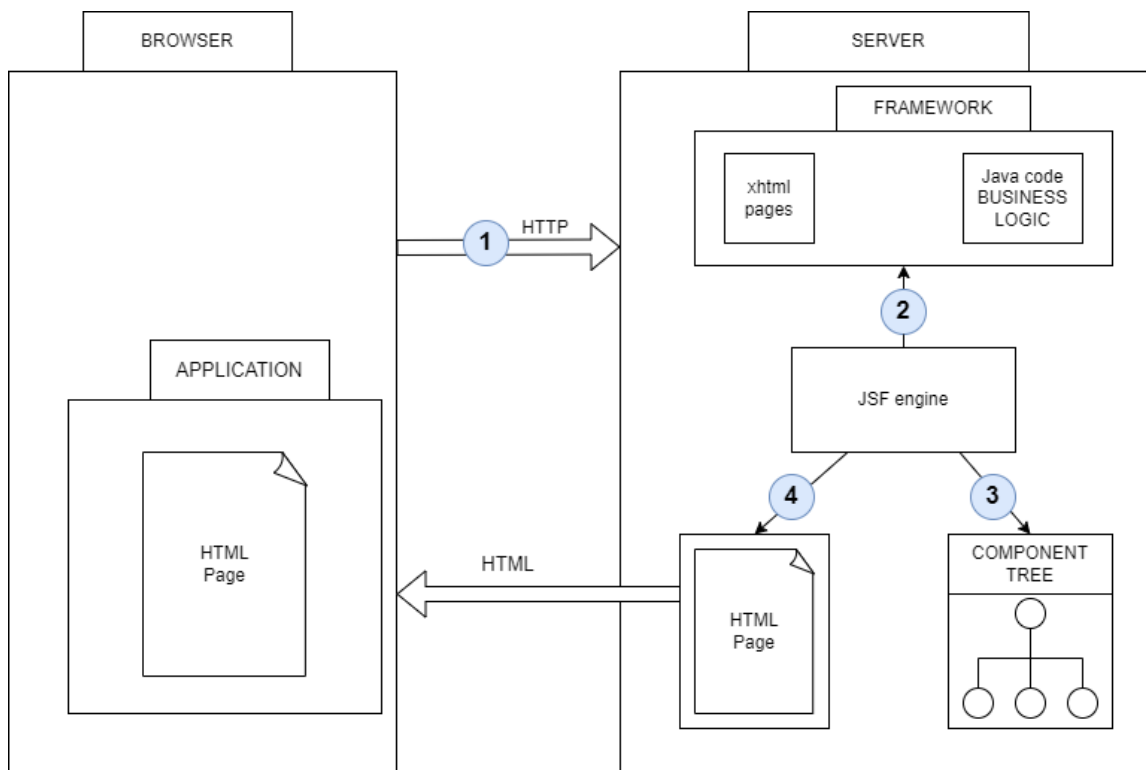 BROWSER
SERVER
FRAMEWORK
xhtml
pages
Java code
BUSINESS
LOGIC
1
HTTP
2
APPLICATION
JSF engine
4
3
HTML
Page
HTML
HTML
Page
COMPONENT
TREE